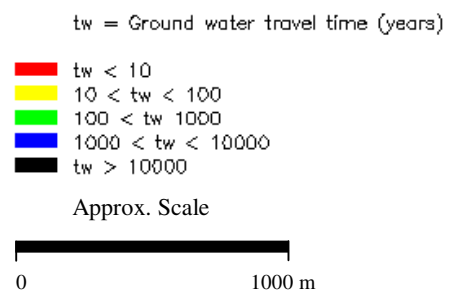 tw = Ground water travel time (years)
tw < 10
10 < tw < 100
100 < tw 1000
1000 < tw < 10000
tw > 10000
Approx. Scale
0 1000 m